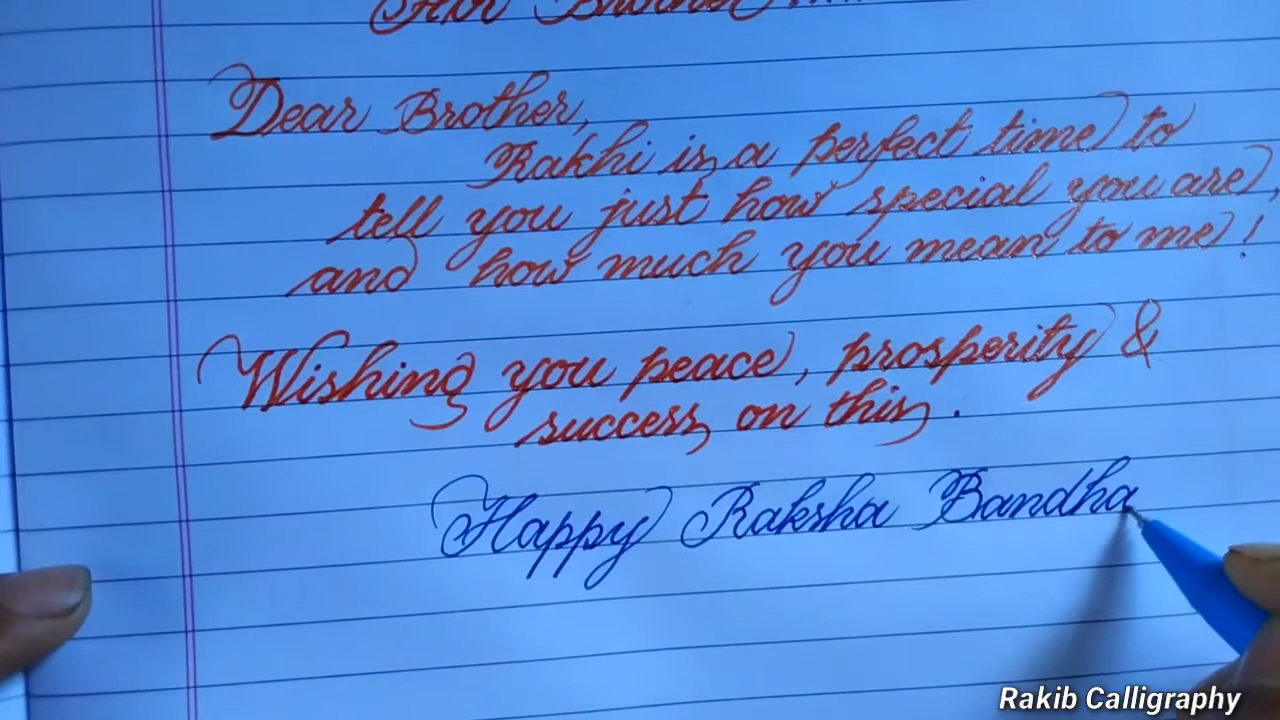 Dear Brother,
Rakhi is a perfect time to
tell you just how special you are,
and how much you mean to me!
Wishing you peace, prosperity &
success on this.
Happy Raksha Bandha
Rakib Calligraphy